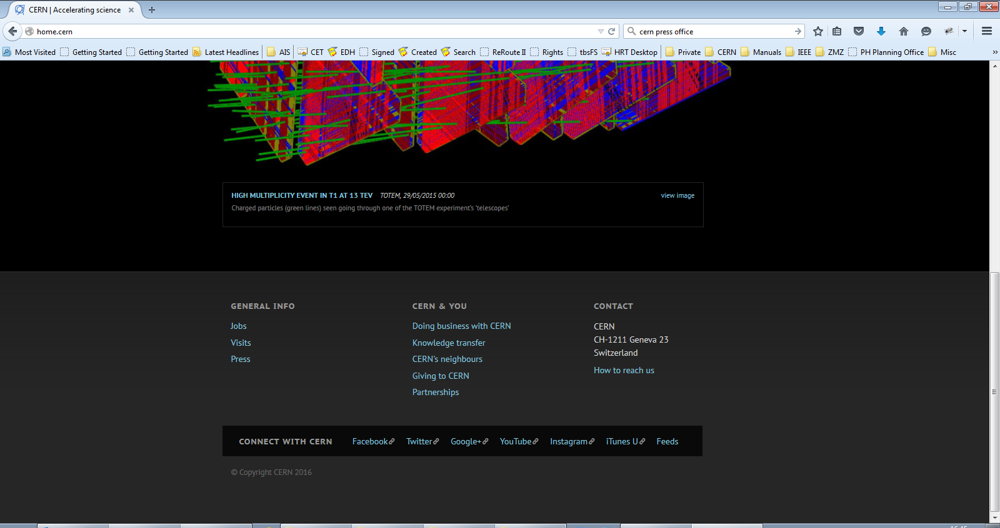 CERN | Accelerating science
home.cern
cern press office
Most Visited Getting Started Getting Started Latest Headlines AIS CET EDH Signed Created Search ReRoute II Rights tbsFS HRT Desktop Private CERN Manuals IEEE ZMZ PH Planning Office Misc »
HIGH MULTIPLICITY EVENT IN T1 AT 13 TEV TOTEM, 29/05/2015 00:00 view image
Charged particles (green lines) seen going through one of the TOTEM experiment's 'telescopes'
GENERAL INFO
Jobs
Visits
Press
CERN & YOU
Doing business with CERN
Knowledge transfer
CERN's neighbours
Giving to CERN
Partnerships
CONTACT
CERN
CH-1211 Geneva 23
Switzerland
How to reach us
CONNECT WITH CERN Facebook Twitter Google+ YouTube Instagram iTunes U Feeds
© Copyright CERN 2016